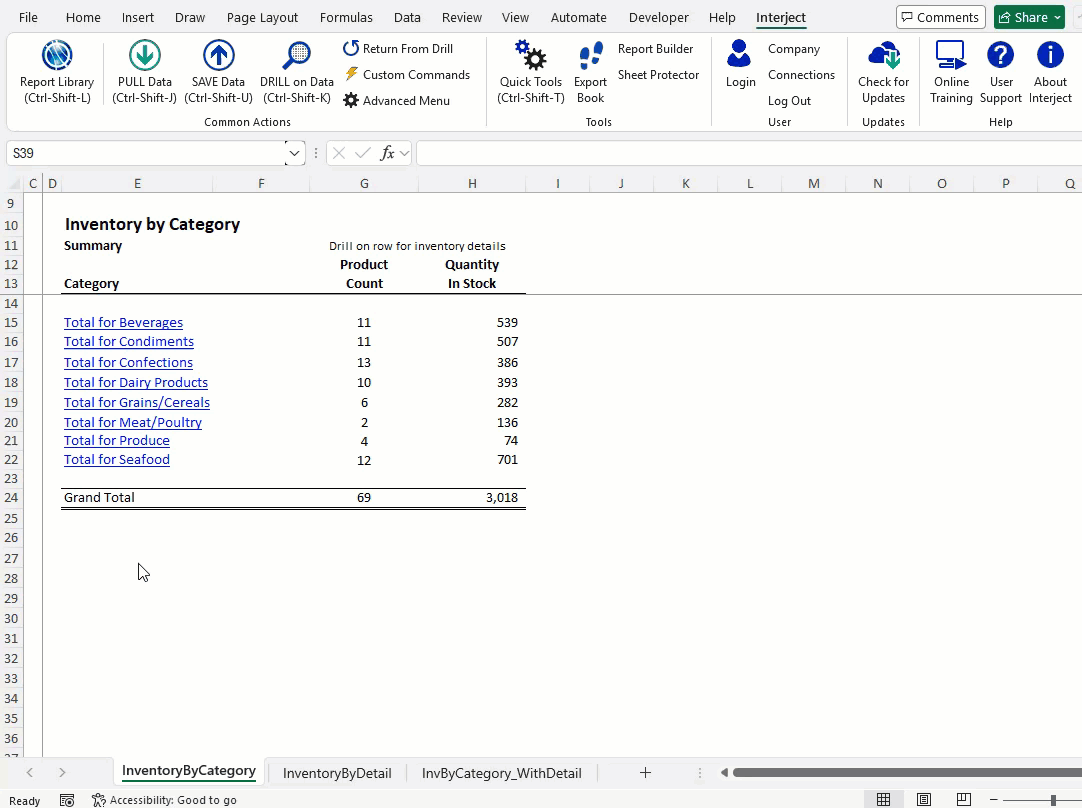 File Home Insert Draw Page Layout Formulas Data Review View Automate Developer Help Interject Comments Share
Report Library (Ctrl-Shift-L)
PULL Data (Ctrl-Shift-J)
SAVE Data (Ctrl-Shift-U)
DRILL on Data (Ctrl-Shift-K)
Return From Drill
Custom Commands
Advanced Menu
Common Actions
Quick Tools (Ctrl-Shift-T)
Export Book
Report Builder
Sheet Protector
Tools
Login
Company
Connections
Log Out
User
Check for Updates
Updates
Online Training
User Support
About Interject
Help
S39 fx
C D E F G H I J K L M N O P Q
9
10 Inventory by Category
11 Summary Drill on row for inventory details
12 Product Quantity
13 Category Count In Stock
14
15 Total for Beverages 11 539
16 Total for Condiments 11 507
17 Total for Confections 13 386
18 Total for Dairy Products 10 393
19 Total for Grains/Cereals 6 282
20 Total for Meat/Poultry 2 136
21 Total for Produce 4 74
22 Total for Seafood 12 701
23
24 Grand Total 69 3,018
25
26
27
28
29
30
31
32
33
34
35
36
InventoryByCategory InventoryByDetail InvByCategory_WithDetail
Ready Accessibility: Good to go